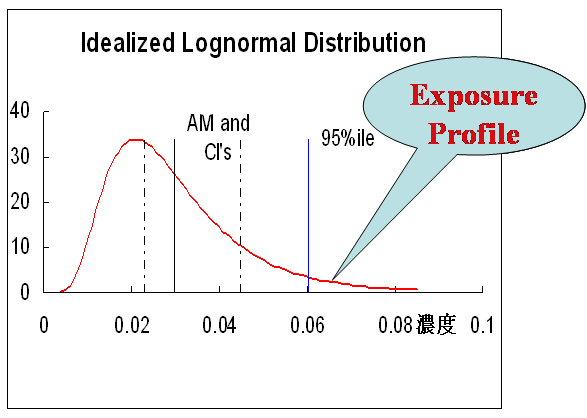 Idealized Lognormal Distribution
Exposure
Profile
40
30
20
10
0
AM and
CI's
95%ile
0 0.02 0.04 0.06 0.08 濃度 0.1